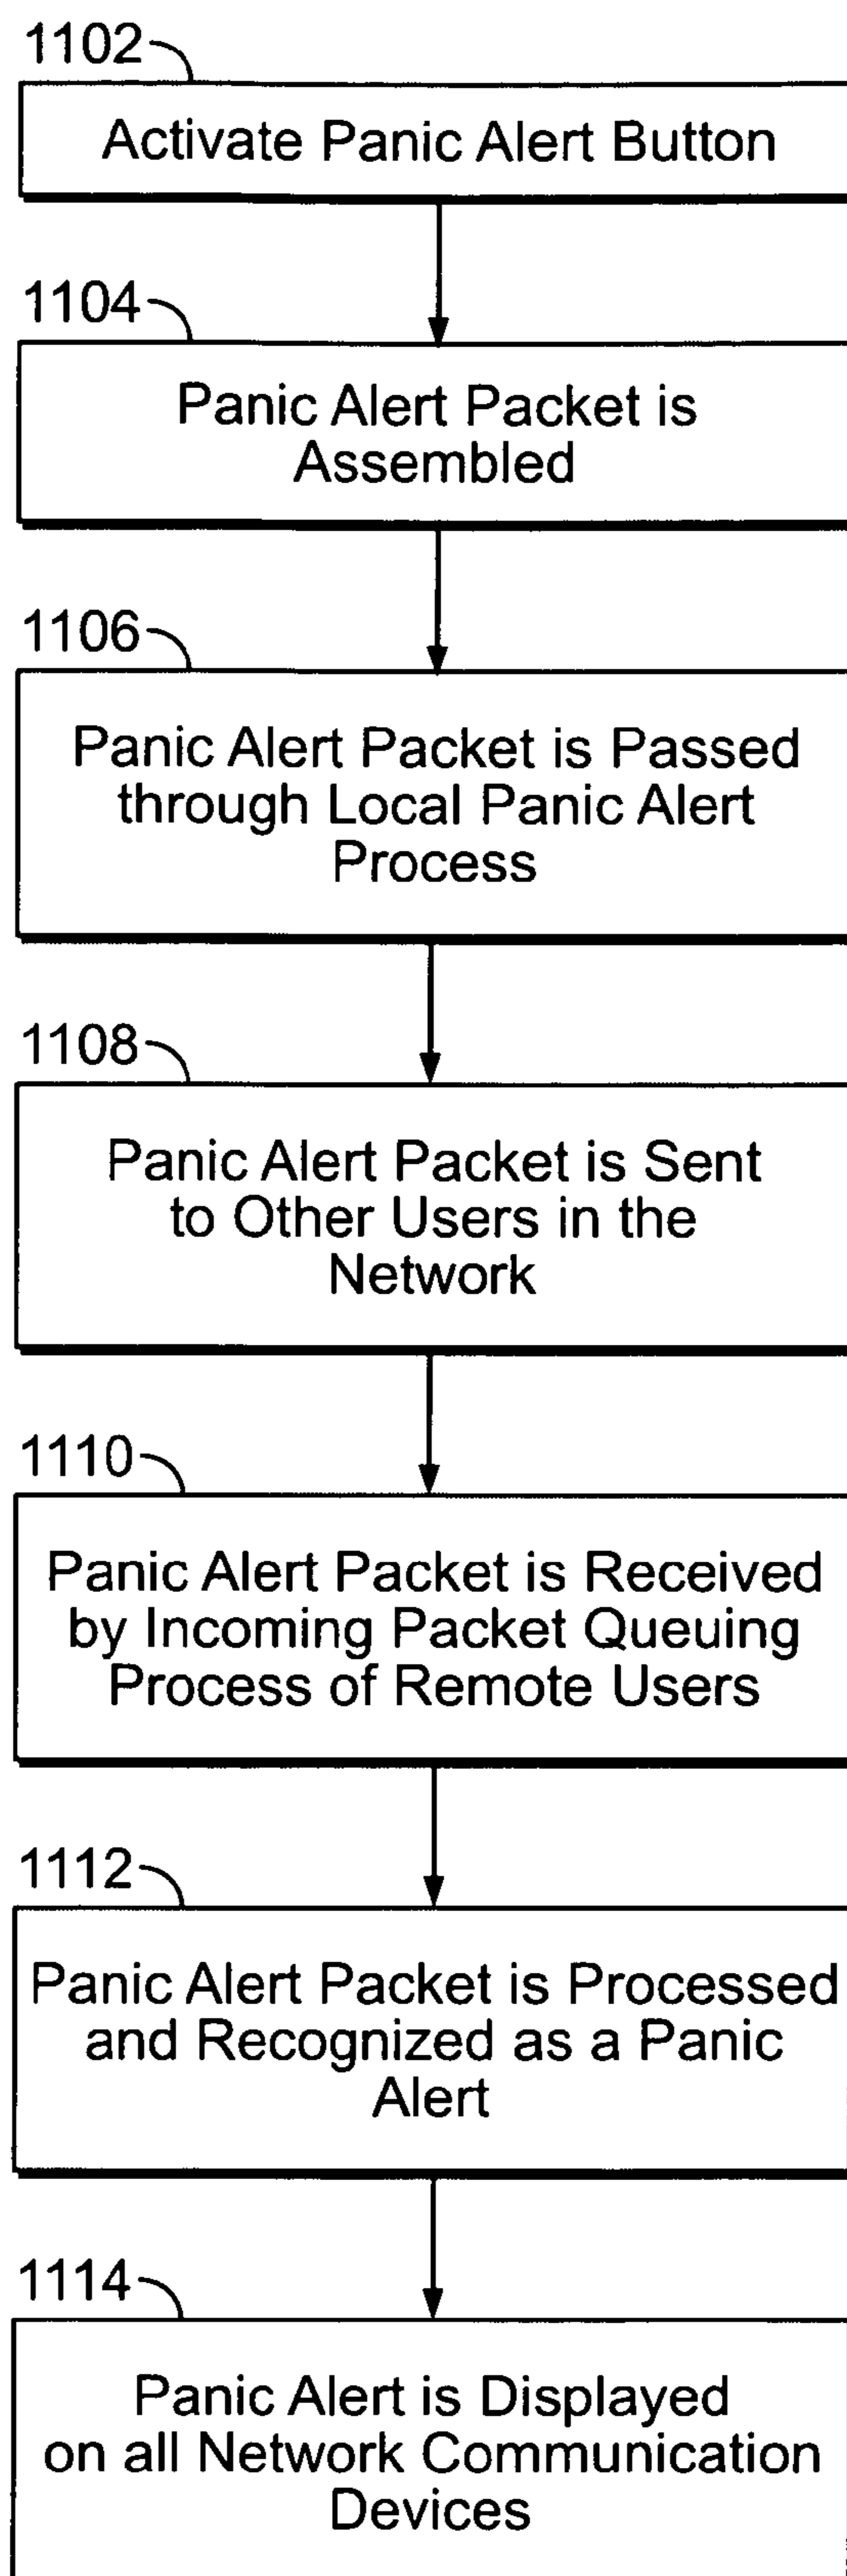 1102
Activate Panic Alert Button
1104
Panic Alert Packet is
Assembled
1106
Panic Alert Packet is Passed
through Local Panic Alert
Process
1108
Panic Alert Packet is Sent
to Other Users in the
Network
1110
Panic Alert Packet is Received
by Incoming Packet Queuing
Process of Remote Users
1112
Panic Alert Packet is Processed
and Recognized as a Panic
Alert
1114
Panic Alert is Displayed
on all Network Communication
Devices